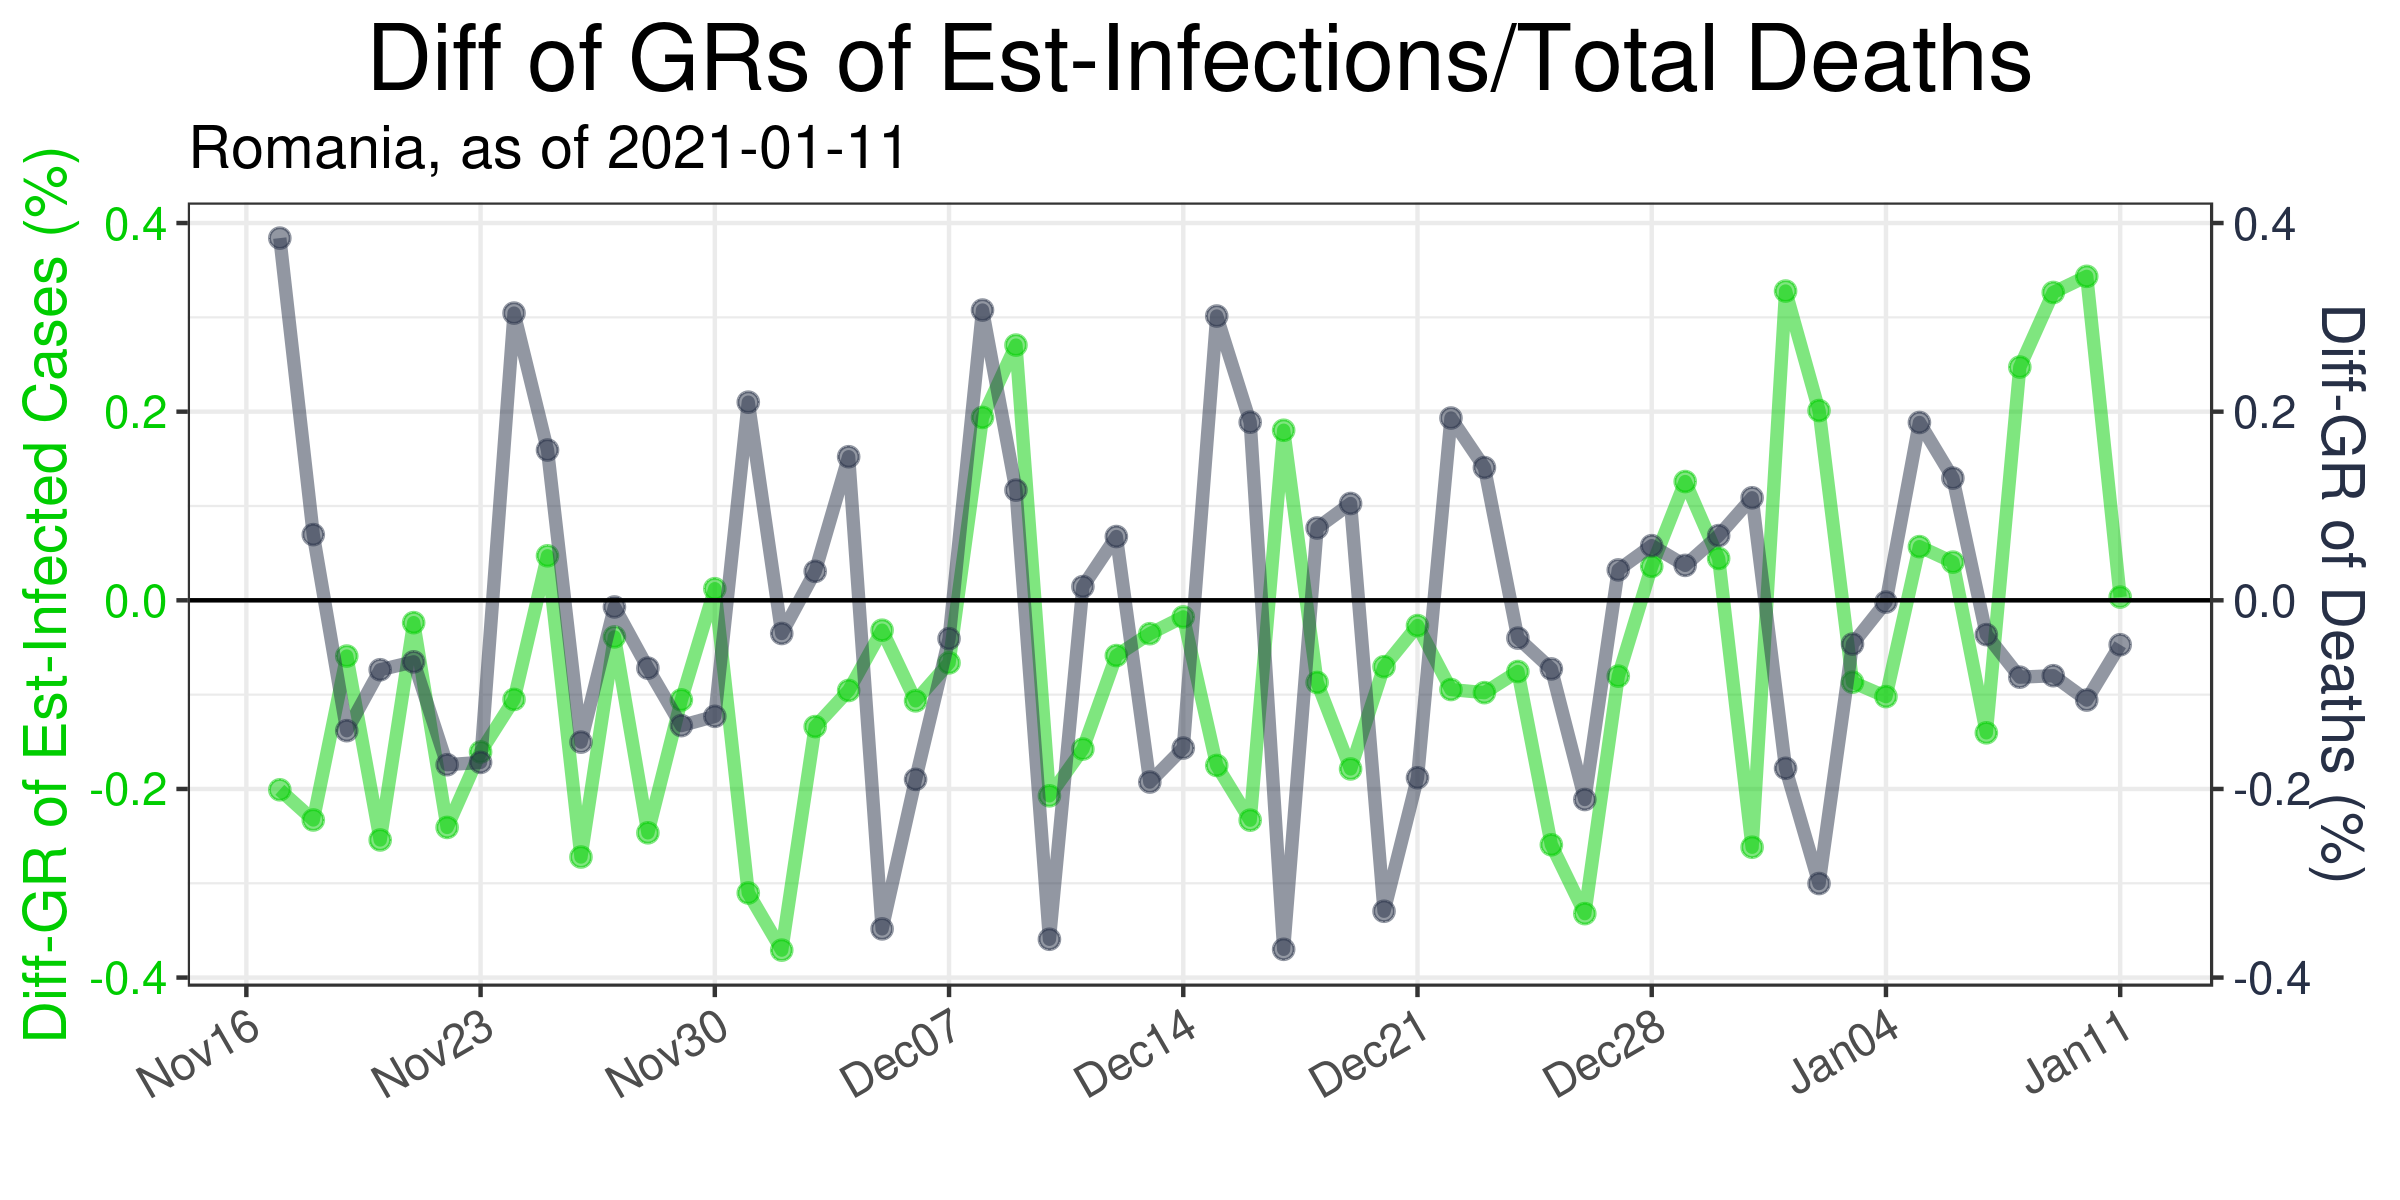 Diff of GRs of Est-Infections/Total Deaths
Romania, as of 2021-01-11
Diff-GR of Est-Infected Cases (%)
0.4
0.2
0.0
-0.2
-0.4
0.4
0.2
0.0
-0.2
-0.4
Diff-GR of Deaths (%)
Nov16
Nov23
Nov30
Dec07
Dec14
Dec21
Dec28
Jan04
Jan11